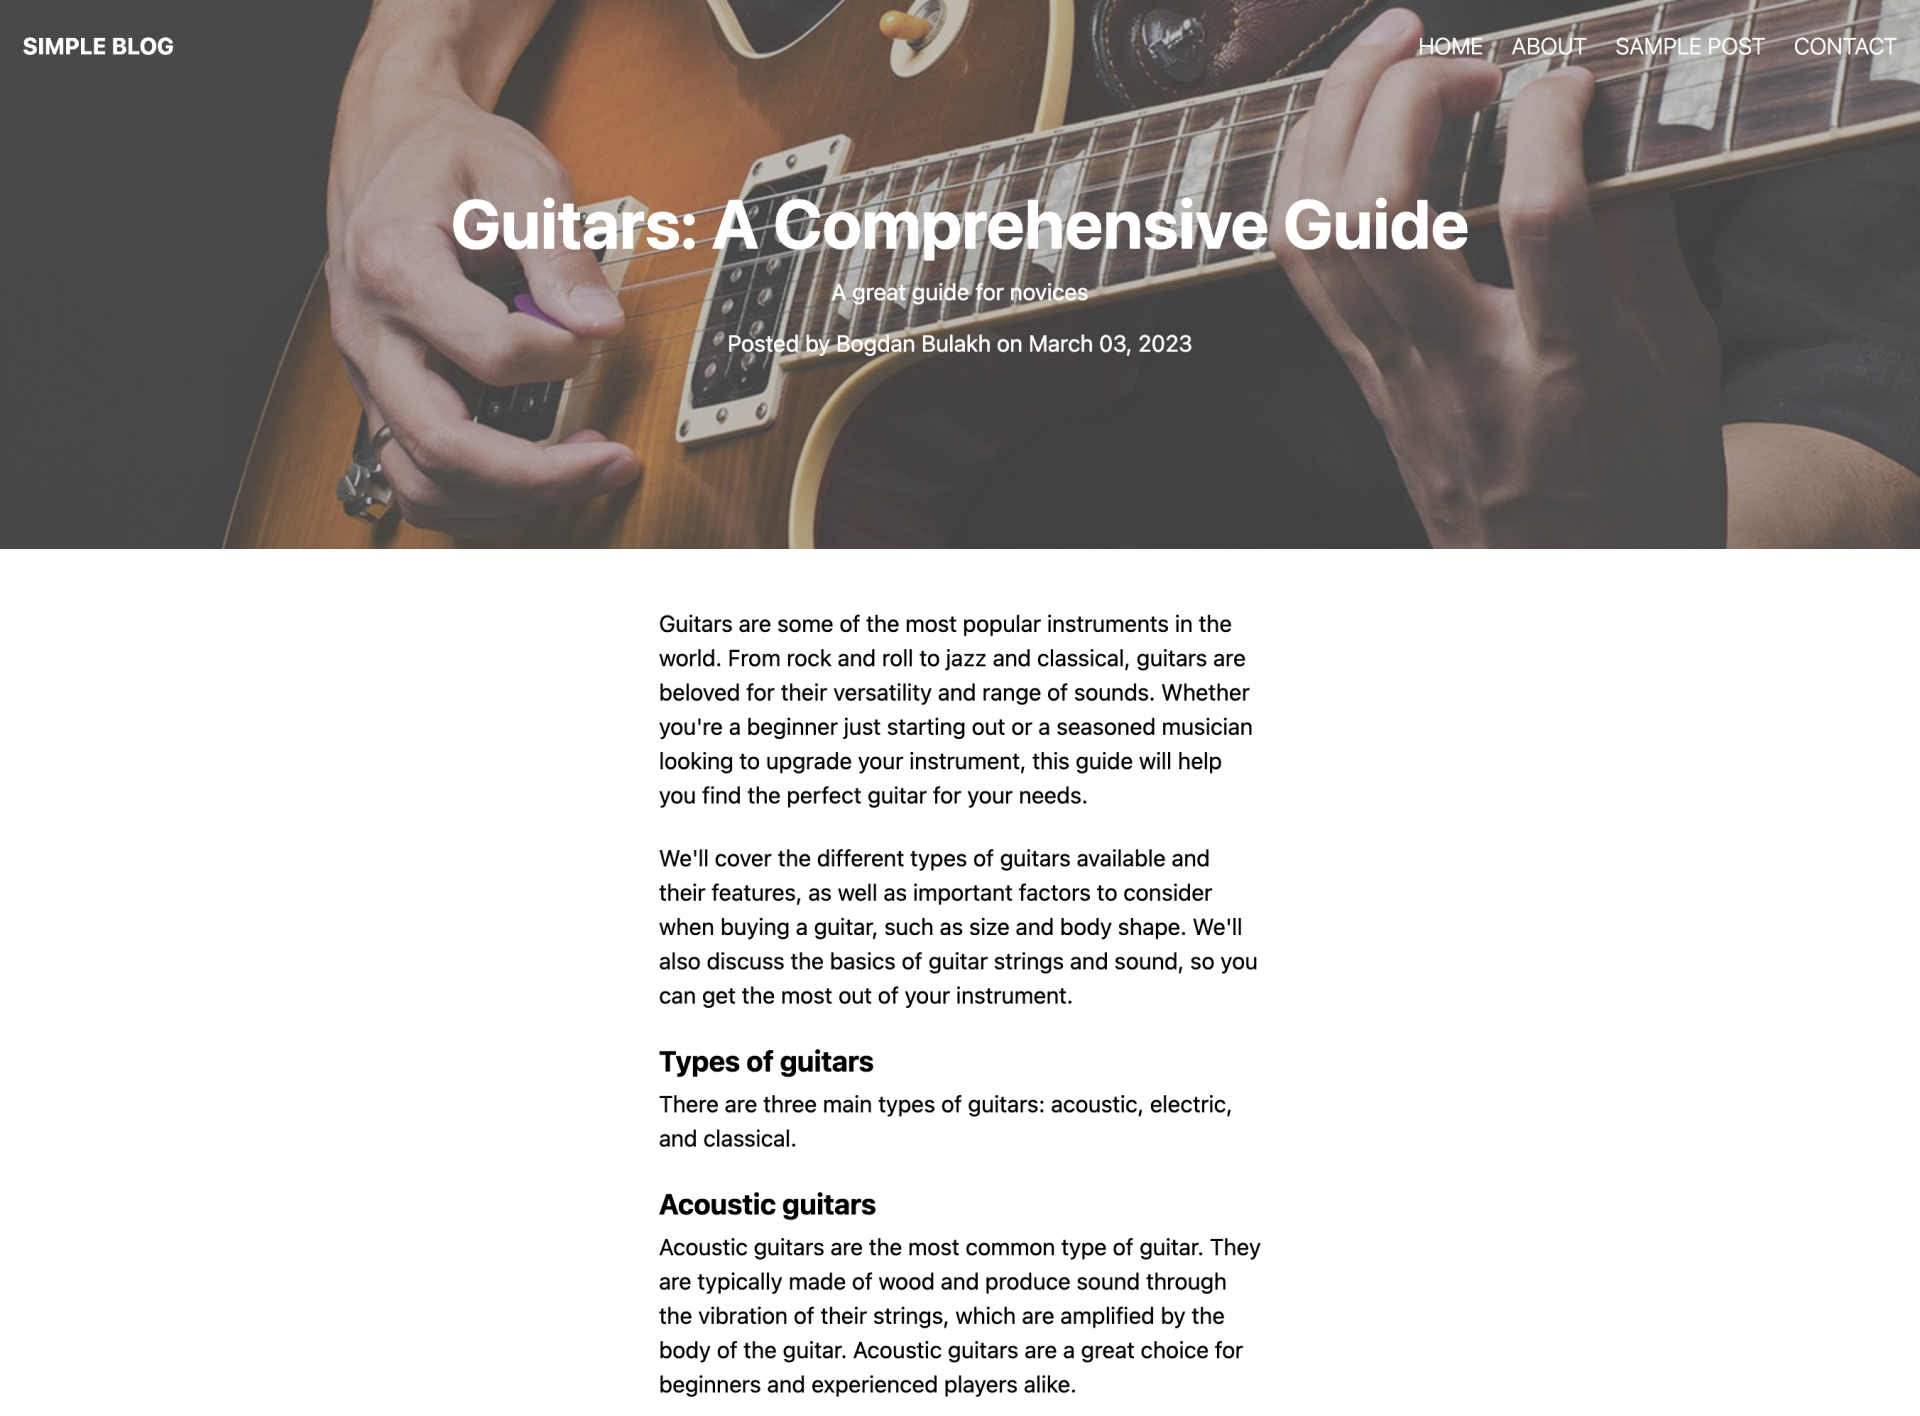 SIMPLE BLOG
HOME ABOUT SAMPLE POST CONTACT
Guitars: A Comprehensive Guide
A great guide for novices
Posted by Bogdan Bulakh on March 03, 2023
Guitars are some of the most popular instruments in the
world. From rock and roll to jazz and classical, guitars are
beloved for their versatility and range of sounds. Whether
you're a beginner just starting out or a seasoned musician
looking to upgrade your instrument, this guide will help
you find the perfect guitar for your needs.
We'll cover the different types of guitars available and
their features, as well as important factors to consider
when buying a guitar, such as size and body shape. We'll
also discuss the basics of guitar strings and sound, so you
can get the most out of your instrument.
Types of guitars
There are three main types of guitars: acoustic, electric,
and classical.
Acoustic guitars
Acoustic guitars are the most common type of guitar. They
are typically made of wood and produce sound through
the vibration of their strings, which are amplified by the
body of the guitar. Acoustic guitars are a great choice for
beginners and experienced players alike.